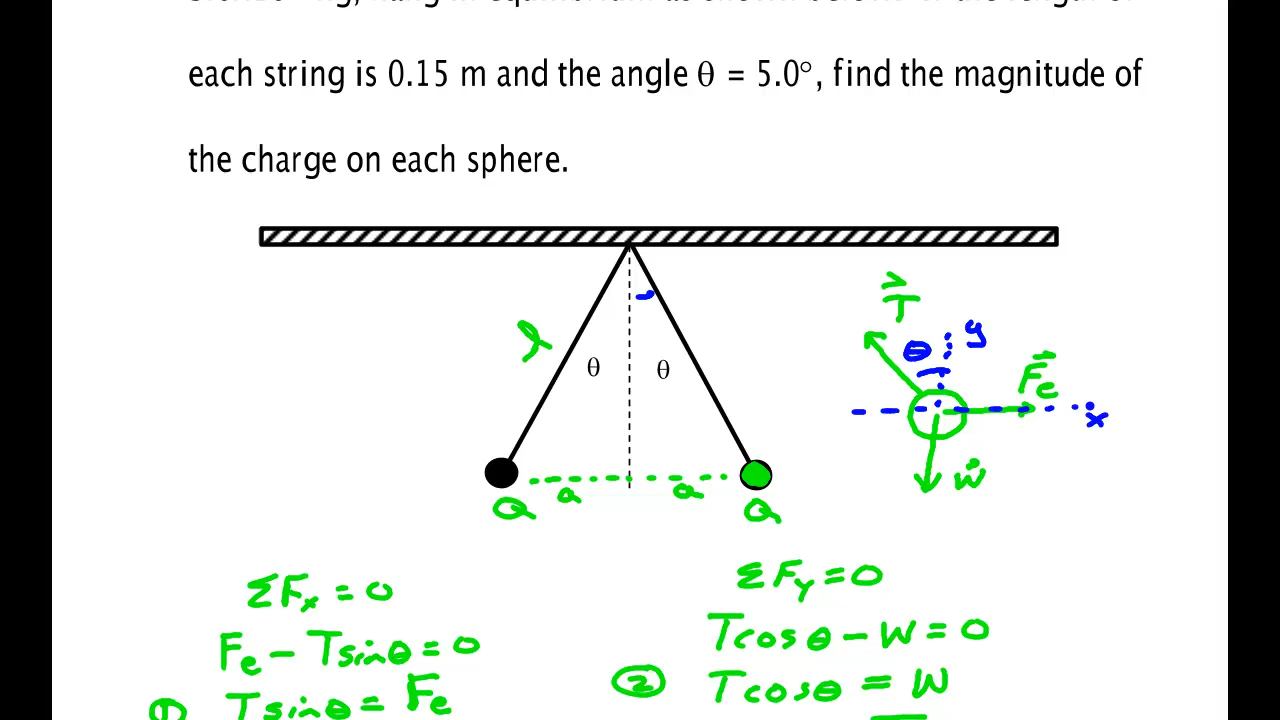 each string is 0.15 m and the angle θ = 5.0°, find the magnitude of
the charge on each sphere.
T
θ y
l
θ θ
Fe
x
W
a a
Q Q
ΣFx = 0
ΣFy = 0
Fe - Tsinθ = 0
Tcosθ - W = 0
② Tcosθ = W
① Tsinθ = Fe